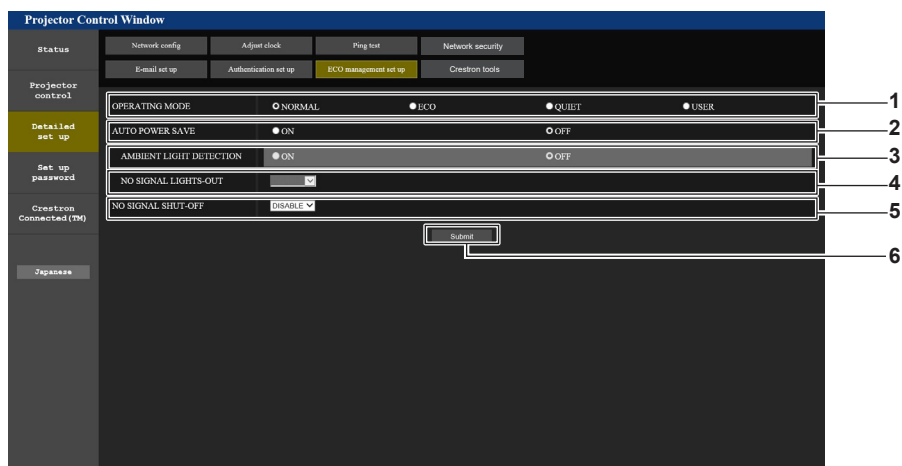 Projector Control Window
Status
Network config
Adjust clock
Ping test
Network security
E-mail set up
Authentication set up
ECO management set up
Crestron tools
Projector
control
Detailed
set up
Set up
password
Crestron
Connected(TM)
Japanese
OPERATING MODE NORMAL ECO QUIET USER 1
AUTO POWER SAVE ON OFF 2
AMBIENT LIGHT DETECTION ON OFF 3
NO SIGNAL LIGHTS-OUT 4
NO SIGNAL SHUT-OFF DISABLE 5
Submit 6